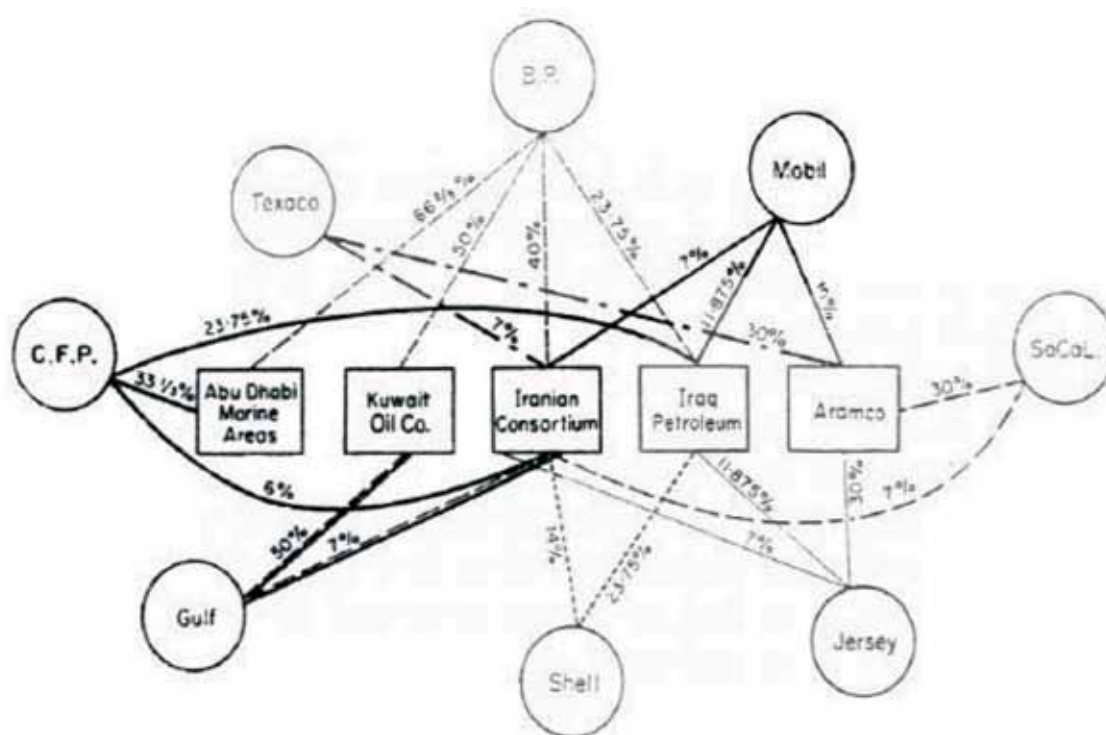 B.P.
Texaco
Mobil
C.F.P.
SoCaL.
66⅔%
50%
40%
23·75%
7%
11·875%
23·75%
7%
30%
33 ⅓%
Abu Dhabi
Marine
Areas
Kuwait
Oil Co.
Iranian
Consortium
Iraq
Petroleum
Aramco
30%
6%
50%
7%
14%
23·75%
11·875%
7%
30%
7%
Gulf
Shell
Jersey